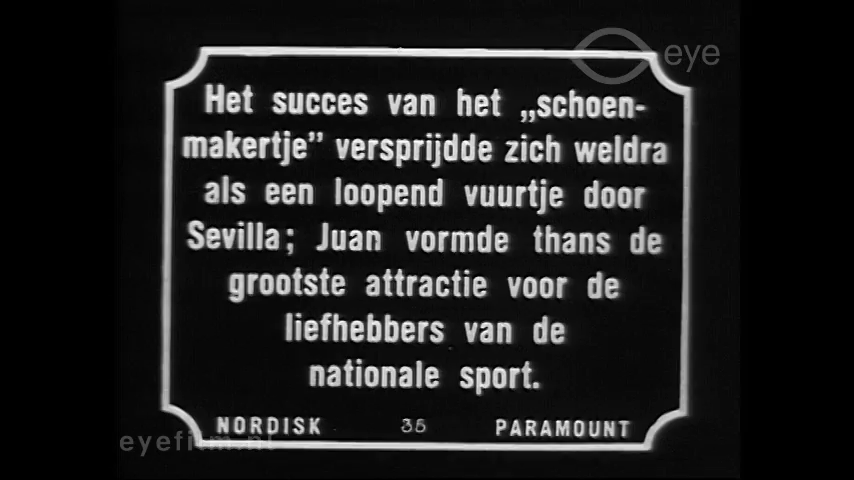 eye
Het succes van het „schoen-
makertje” versprijdde zich weldra
als een loopend vuurtje door
Sevilla; Juan vormde thans de
grootste attractie voor de
liefhebbers van de
nationale sport.
NORDISK 35 PARAMOUNT
eyefilm.nl